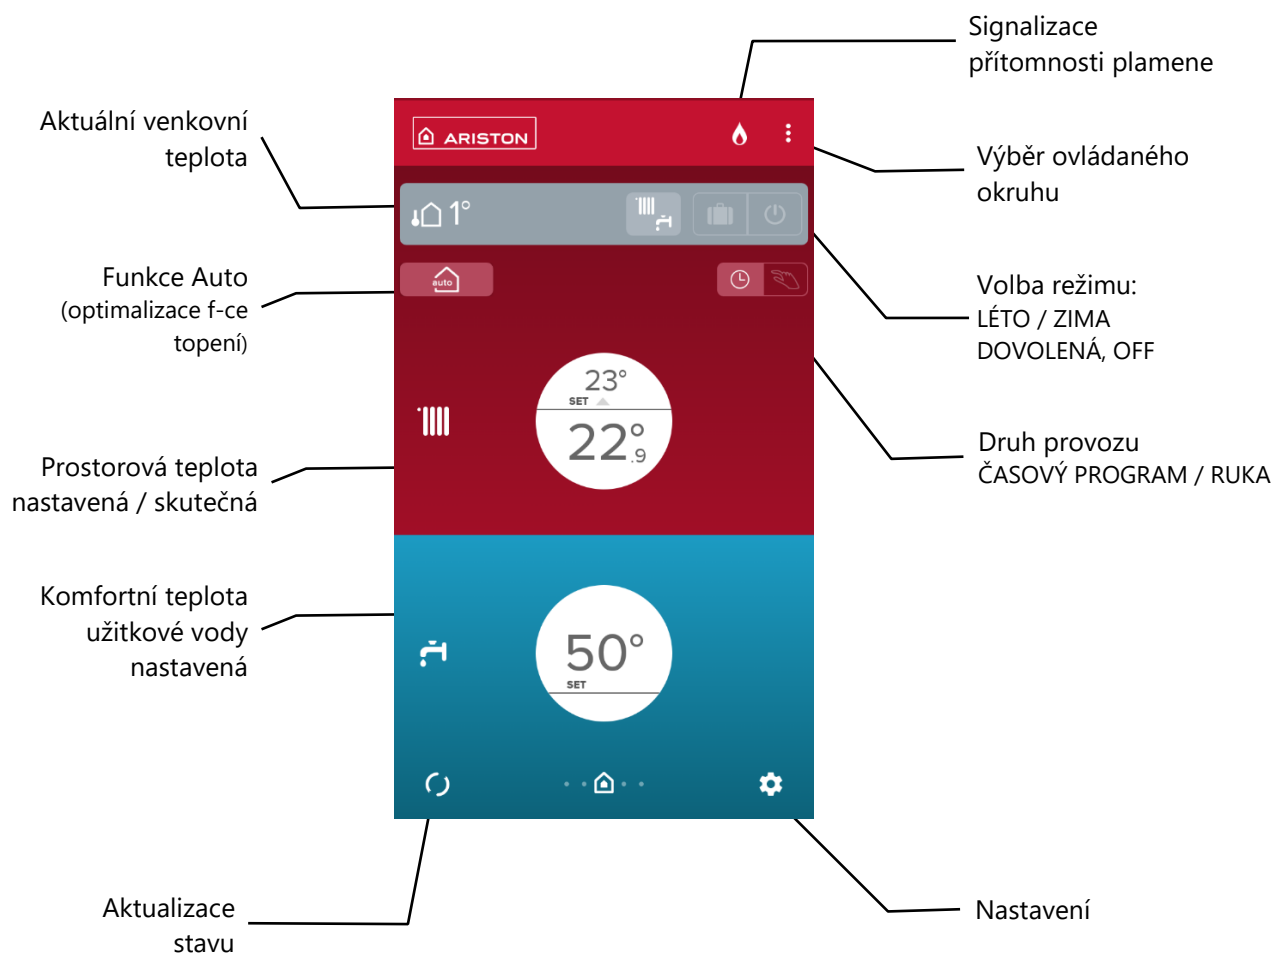 Signalizace
přítomnosti plamene
Aktuální venkovní
teplota
ARISTON
Výběr ovládaného
okruhu
1°
Funkce Auto
(optimalizace f-ce
topení)
auto
Volba režimu:
LÉTO / ZIMA
DOVOLENÁ, OFF
23°
SET
22°.9
Prostorová teplota
nastavená / skutečná
Druh provozu
ČASOVÝ PROGRAM / RUKA
Komfortní teplota
užitkové vody
nastavená
50°
SET
Aktualizace
stavu
Nastavení